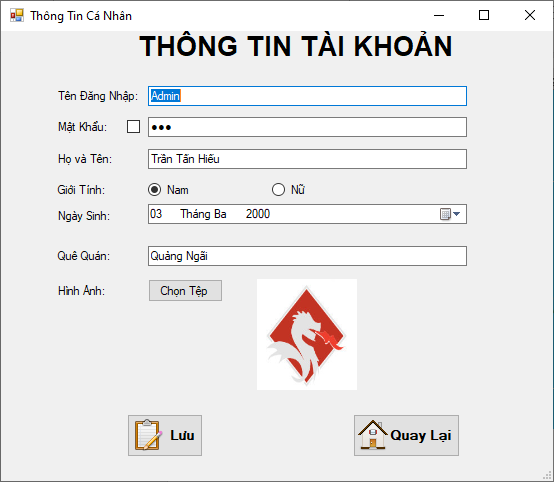 Thông Tin Cá Nhân
THÔNG TIN TÀI KHOẢN
Tên Đăng Nhập: Admin
Mật Khẩu: ●●●
Họ và Tên: Trần Tấn Hiếu
Giới Tính: Nam Nữ
Ngày Sinh: 03 Tháng Ba 2000
Quê Quán: Quảng Ngãi
Hình Ảnh: Chọn Tệp
Lưu Quay Lại